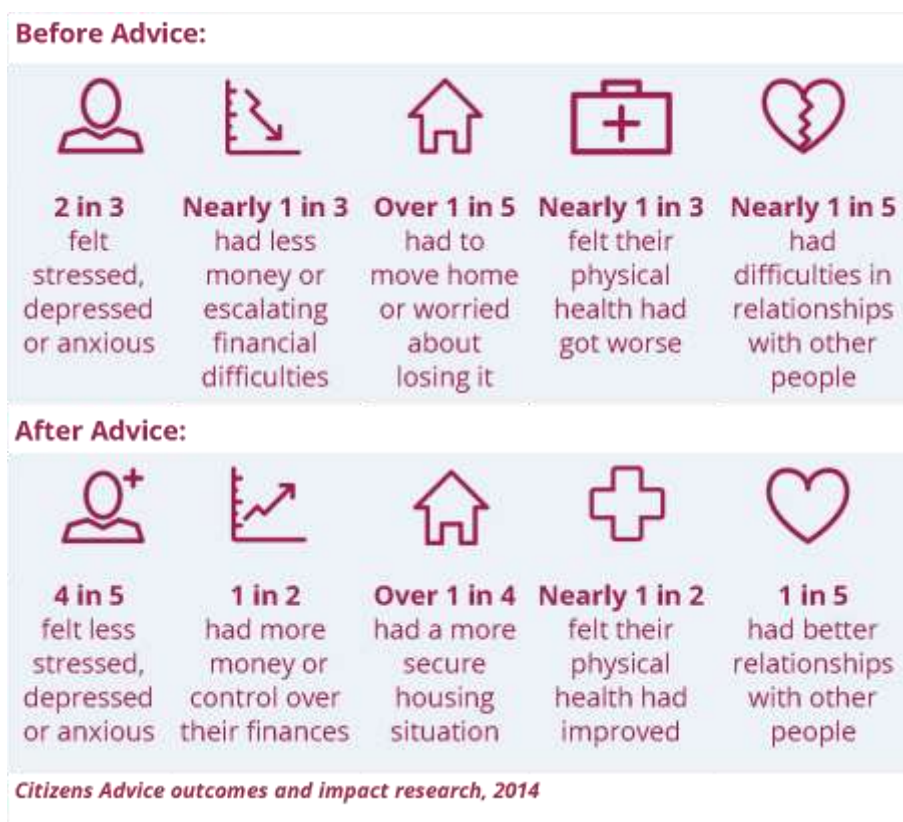 Before Advice:
2 in 3
felt
stressed,
depressed
or anxious
Nearly 1 in 3
had less
money or
escalating
financial
difficulties
Over 1 in 5
had to
move home
or worried
about
losing it
Nearly 1 in 3
felt their
physical
health had
got worse
Nearly 1 in 5
had
difficulties in
relationships
with other
people
After Advice:
4 in 5
felt less
stressed,
depressed
or anxious
1 in 2
had more
money or
control over
their finances
Over 1 in 4
had a more
secure
housing
situation
Nearly 1 in 2
felt their
physical
health had
improved
1 in 5
had better
relationships
with other
people
Citizens Advice outcomes and impact research, 2014